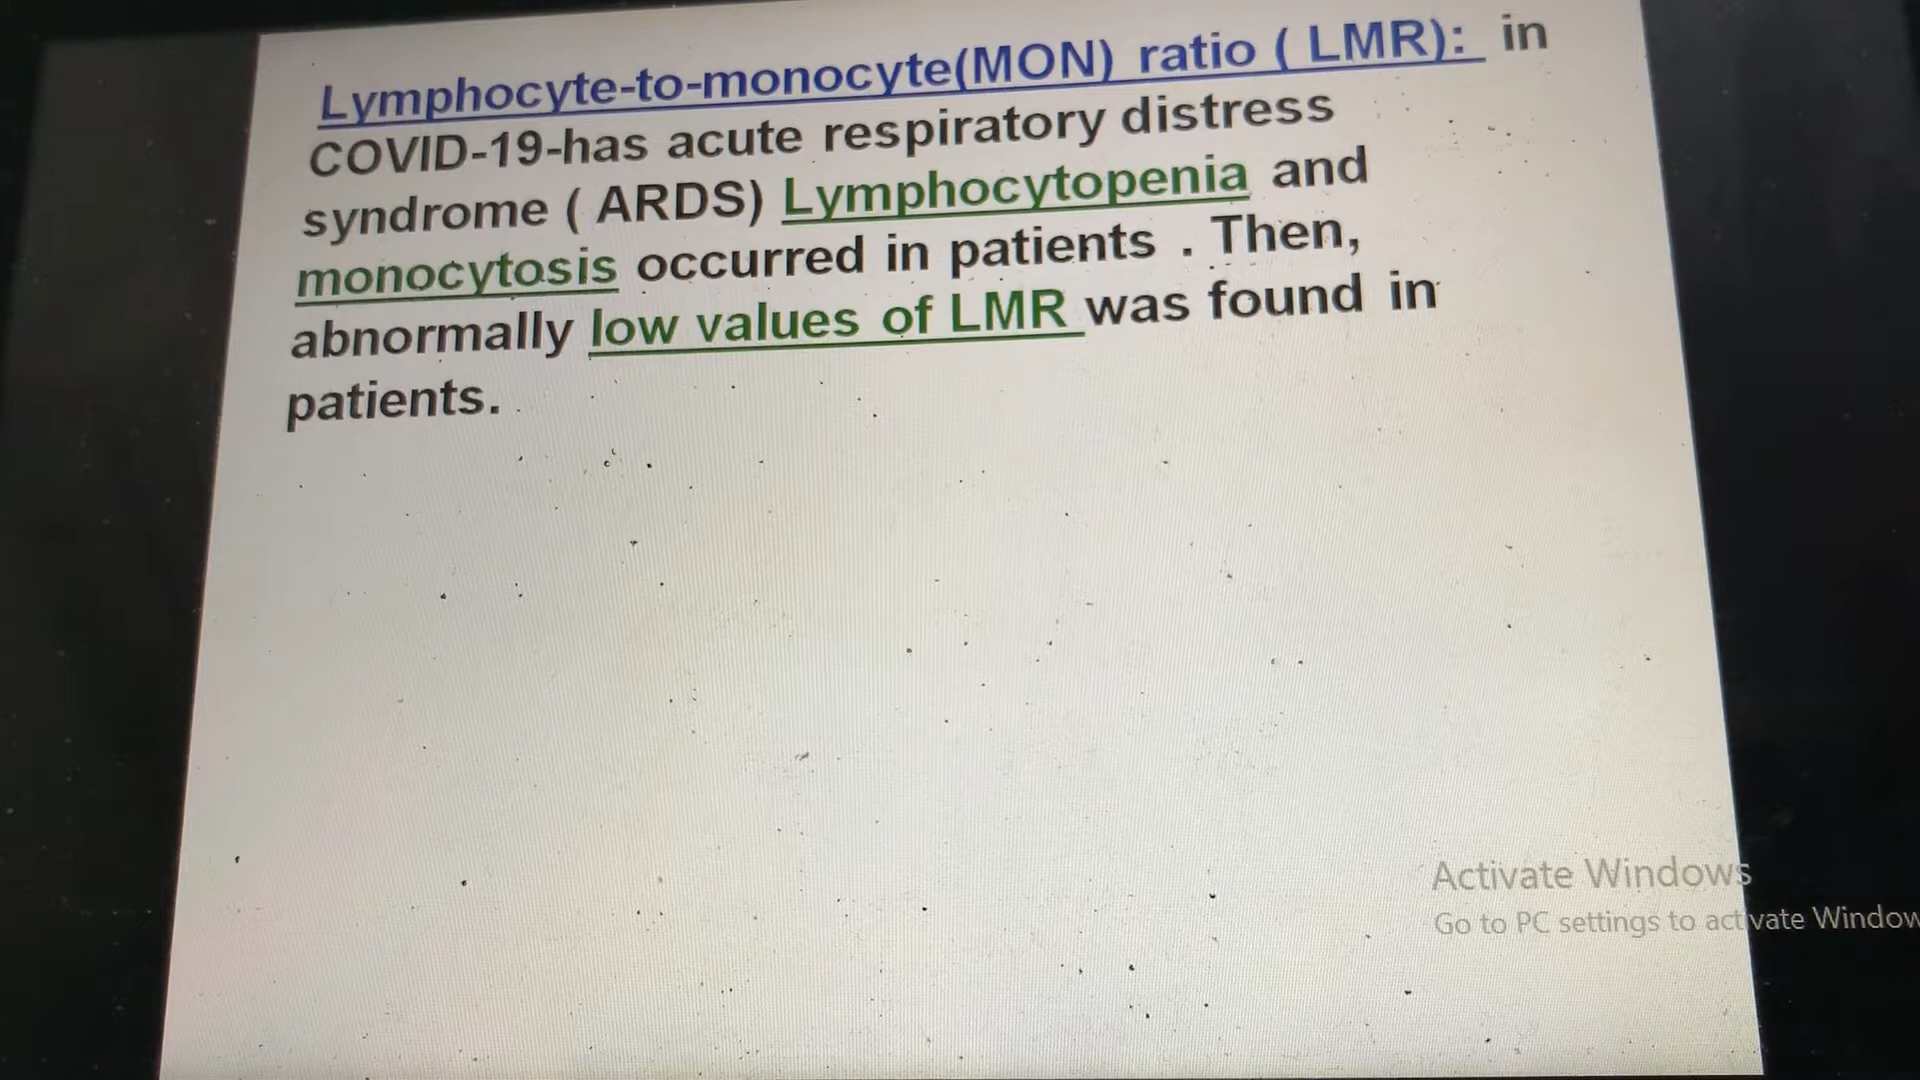 Lymphocyte-to-monocyte(MON) ratio ( LMR): in
COVID-19-has acute respiratory distress
syndrome ( ARDS) Lymphocytopenia and
monocytosis occurred in patients . Then,
abnormally low values of LMR was found in
patients.
Activate Windows
Go to PC settings to activate Window